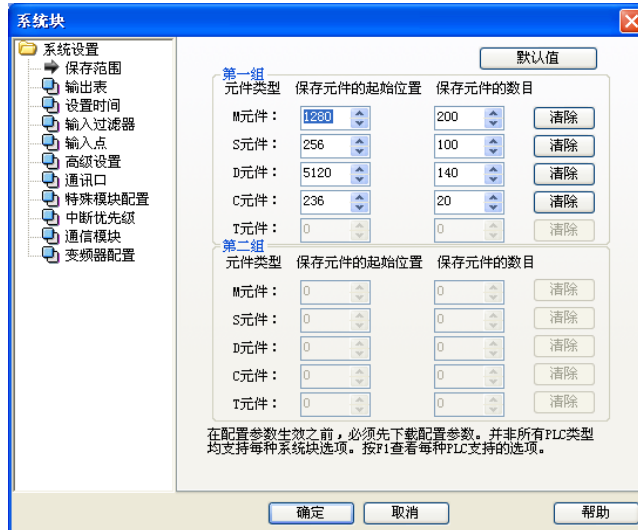 系统块
系统设置
保存范围
输出表
设置时间
输入过滤器
输入点
高级设置
通讯口
特殊模块配置
中断优先级
通信模块
变频器配置
默认值
第一组
元件类型 保存元件的起始位置 保存元件的数目
M元件： 1280 200 清除
S元件： 256 100 清除
D元件： 5120 140 清除
C元件： 236 20 清除
T元件： 0 0 清除
第二组
元件类型 保存元件的起始位置 保存元件的数目
M元件： 0 0 清除
S元件： 0 0 清除
D元件： 0 0 清除
C元件： 0 0 清除
T元件： 0 0 清除
在配置参数生效之前，必须先下载配置参数。并非所有PLC类型
均支持每种系统块选项。按F1查看每种PLC支持的选项。
确定 取消 帮助